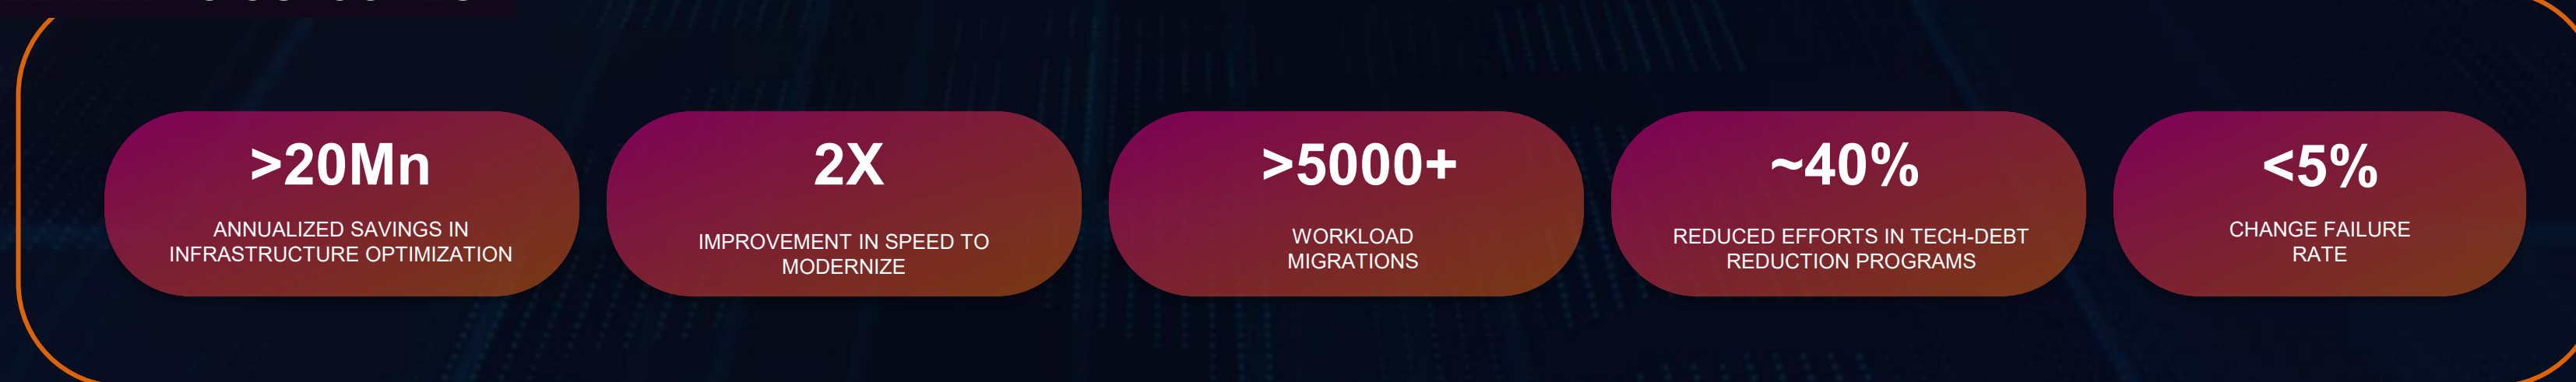 >20Mn
ANNUALIZED SAVINGS IN
INFRASTRUCTURE OPTIMIZATION
2X
IMPROVEMENT IN SPEED TO
MODERNIZE
>5000+
WORKLOAD
MIGRATIONS
~40%
REDUCED EFFORTS IN TECH-DEBT
REDUCTION PROGRAMS
<5%
CHANGE FAILURE
RATE